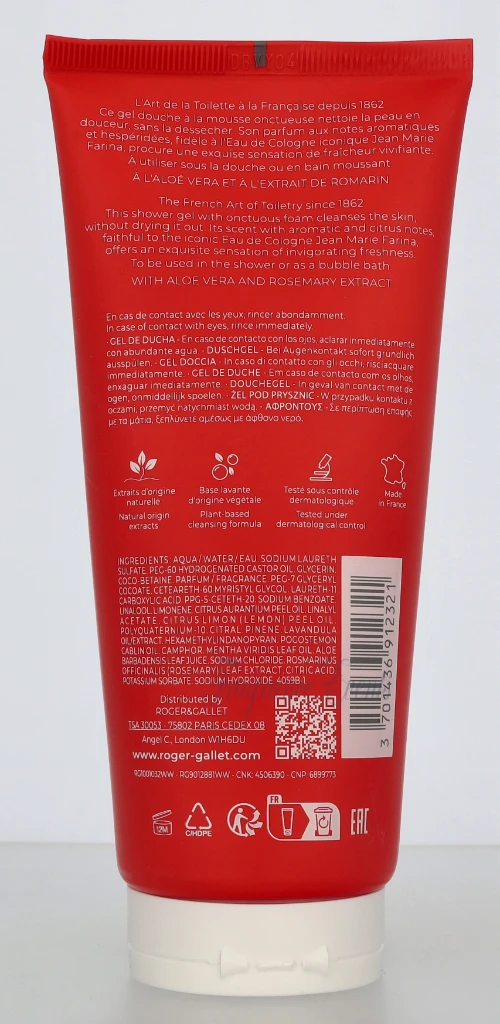 L'Art de la Toilette à la Française depuis 1862
Ce gel douche à la mousse onctueuse nettoie la peau en
douceur, sans la dessécher. Son parfum aux notes aromatiques
et hespéridées, fidèle à l'Eau de Cologne iconique Jean Marie
Farina, procure une exquise sensation de fraîcheur vivifiante.
À utiliser sous la douche ou en bain moussant
À L'ALOÉ VERA ET À L'EXTRAIT DE ROMARIN
The French Art of Toiletry since 1862
This shower gel with onctuous foam cleanses the skin,
without drying it out. Its scent with aromatic and citrus notes,
faithful to the iconic Eau de Cologne Jean Marie Farina,
offers an exquisite sensation of invigorating freshness.
To be used in the shower or as a bubble bath
WITH ALOE VERA AND ROSEMARY EXTRACT
En cas de contact avec les yeux, rincer abondamment.
In case of contact with eyes, rinse immediately
· GEL DE DUCHA - En caso de contacto con los ojos, aclarar inmediatamente
con abundante agua. · DUSCHGEL - Bei Augenkontakt sofort gründlich
ausspülen. · GEL DOCCIA - In caso di contatto con gli occhi, risciacquare
immediatamente. · GEL DE DUCHE - Em caso de contacto com os olhos,
enxaguar imediatamente. · DOUCHEGEL - In geval van contact met de
ogen, onmiddellijk spoelen. · ŻEL POD PRYSZNIC - W przypadku kontaktu z
oczami, przemyć natychmiast wodą. · ΑΦΡΟΝΤΟΥΣ - Σε περίπτωση επαφής
με τα μάτια, ξεπλύνετε αμέσως με άφθονο νερό.
Extraits d'origine
naturelle
Natural origin
extracts
Base lavante
d'origine végétale
Plant-based
cleansing formula
Testé sous contrôle
dermatologique
Tested under
dermatological control
Made
in France
INGREDIENTS: AQUA/WATER/EAU. SODIUM LAURETH
SULFATE. PEG-60 HYDROGENATED CASTOR OIL. GLYCERIN.
COCO-BETAINE. PARFUM/FRAGRANCE. PEG-7 GLYCERYL
COCOATE. CETEARETH-60 MYRISTYL GLYCOL. LAURETH-11
CARBOXYLIC ACID. PPG-5 CETETH-20. SODIUM BENZOATE.
LINALOOL. LIMONENE. CITRUS AURANTIUM PEEL OIL. LINALYL
ACETATE. CITRUS LIMON (LEMON) PEEL OIL.
POLYQUATERNIUM-10. CITRAL. PINENE. LAVANDULA
OIL/EXTRACT. HEXAMETHYLINDANOPYRAN. POGOSTEMON
CABLIN OIL. CAMPHOR. MENTHA VIRIDIS LEAF OIL. ALOE
BARBADENSIS LEAF JUICE. SODIUM CHLORIDE. ROSMARINUS
OFFICINALIS (ROSEMARY) LEAF EXTRACT. CITRIC ACID.
POTASSIUM SORBATE. SODIUM HYDROXIDE. 4059B-1
3 701436 912321
Distributed by
ROGER&GALLET
TSA 30053 - 75802 PARIS CEDEX 08
Angel C., London W1H6DU
www.roger-gallet.com
RG1001032WW - RG9012881WW - CNK: 4506390 - CNP: 6899773
12M
C/HDPE
FR
EAC